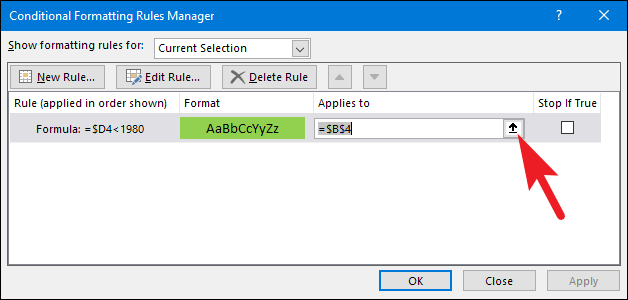 Conditional Formatting Rules Manager ? ×
Show formatting rules for: Current Selection
New Rule... Edit Rule... Delete Rule
Rule (applied in order shown) Format Applies to Stop If True
Formula: =$D4<1980 AaBbCcYyZz =$B$4
OK Close Apply